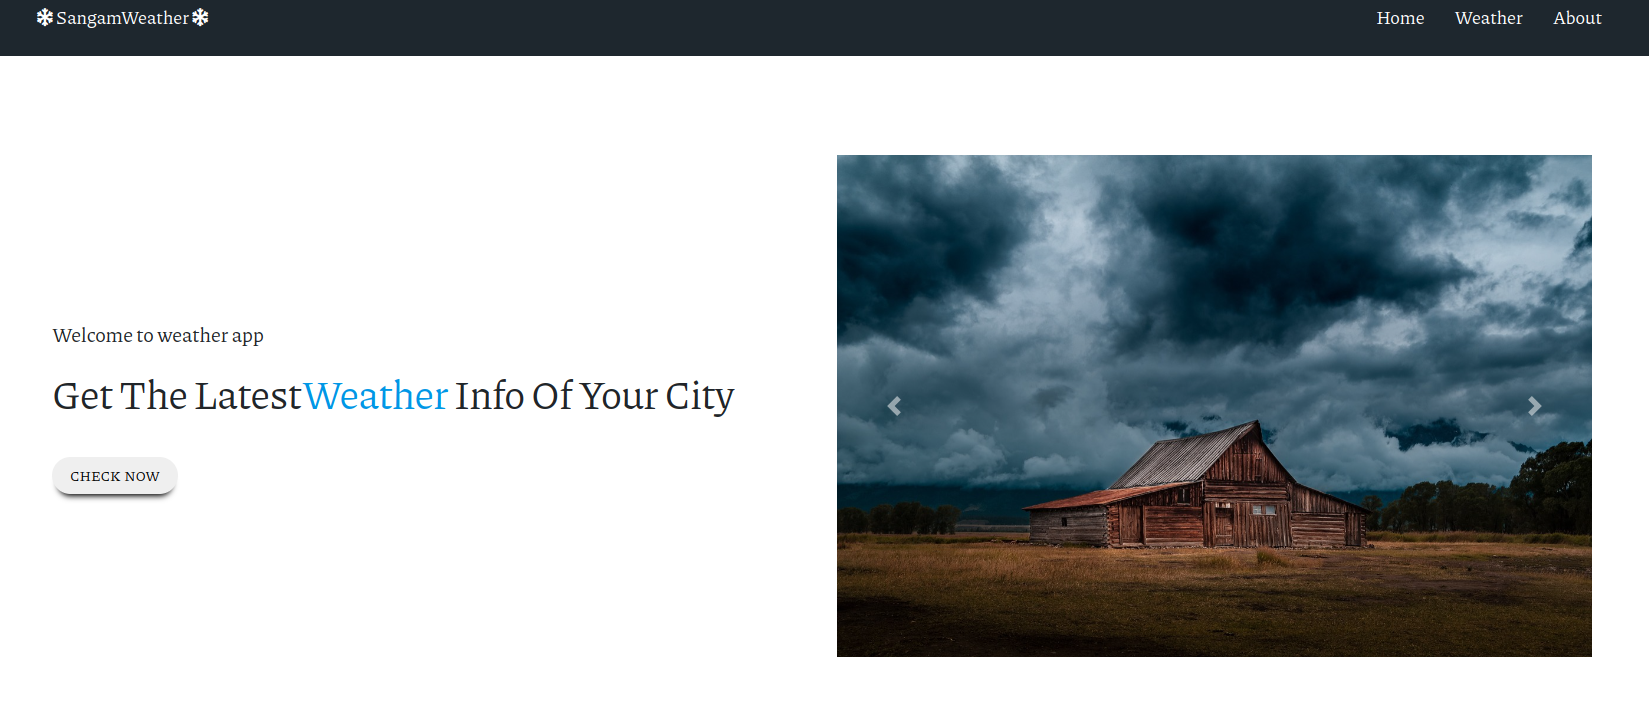 ❄SangamWeather❄
Home Weather About
Welcome to weather app
Get The LatestWeather Info Of Your City
CHECK NOW